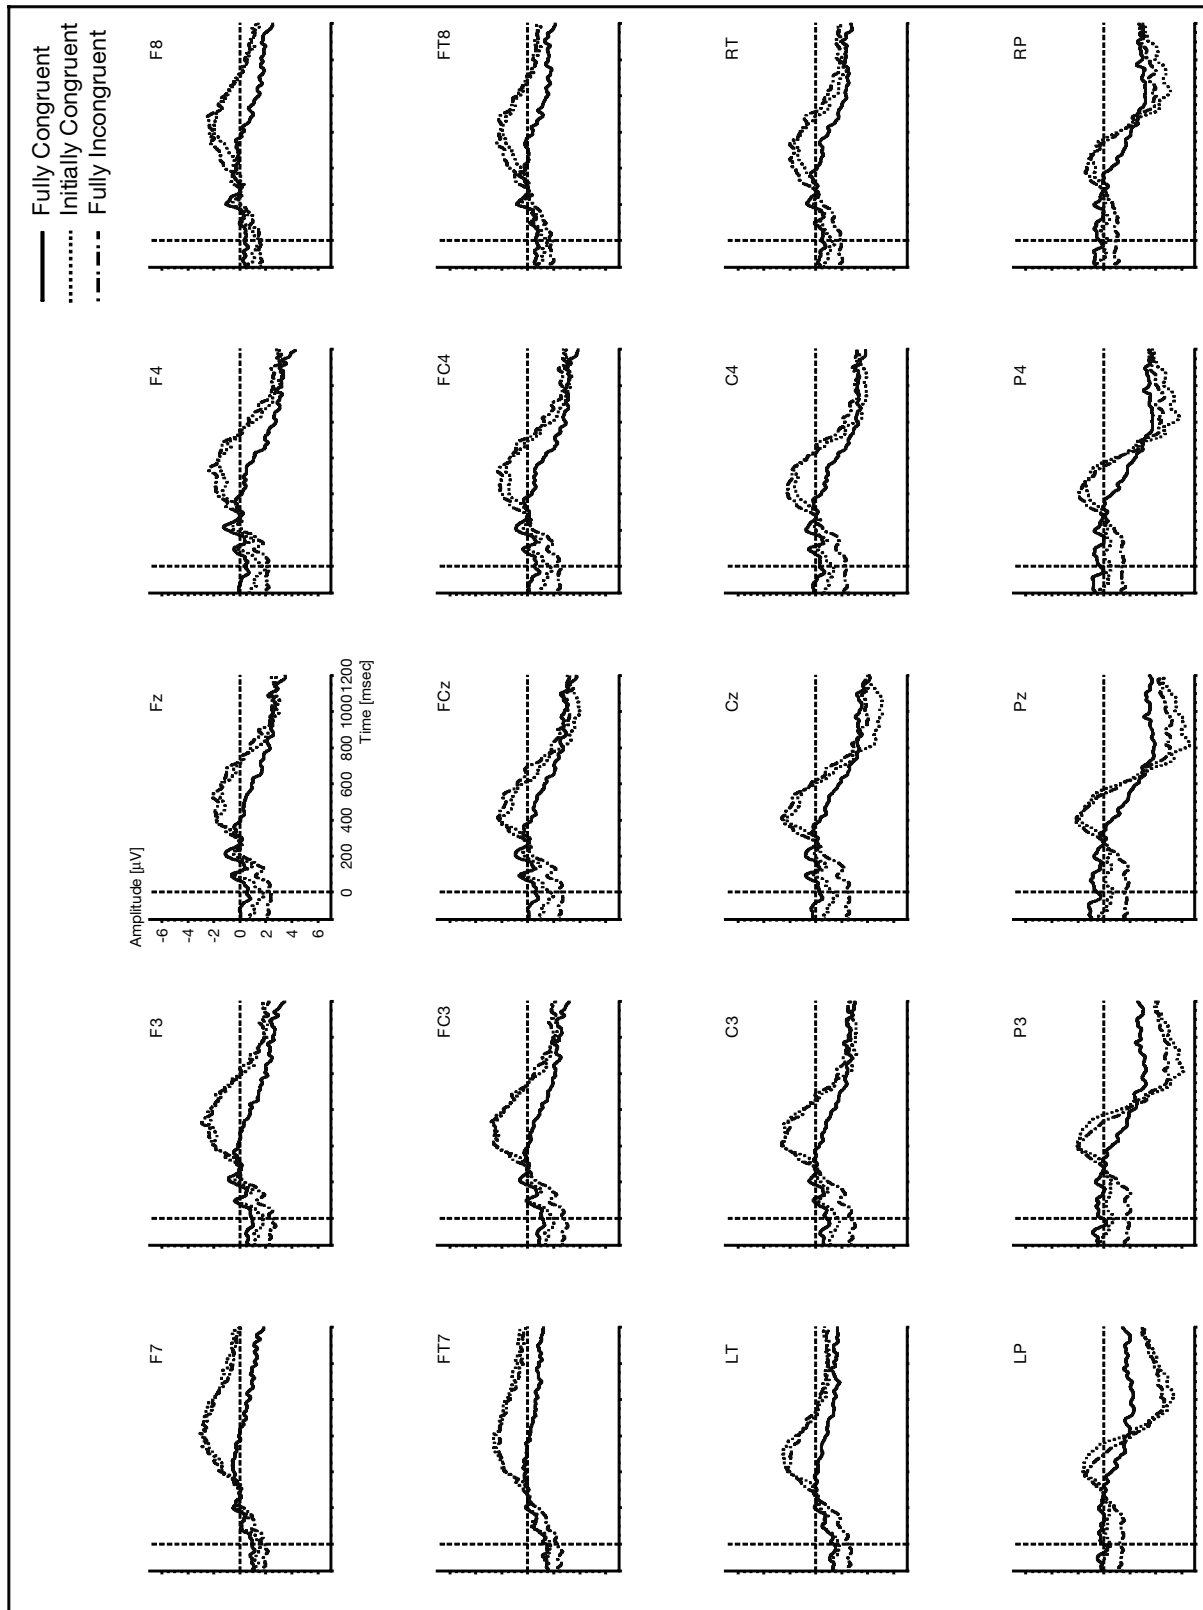 Fully Congruent
Initially Congruent
Fully Incongruent
F7
F3
Fz
F4
F8
Amplitude [µV]
-6
-4
-2
0
2
4
6
0 200 400 600 800 1000 1200
Time [msec]
FT7
FC3
FCz
FC4
FT8
LT
C3
Cz
C4
RT
LP
P3
Pz
P4
RP